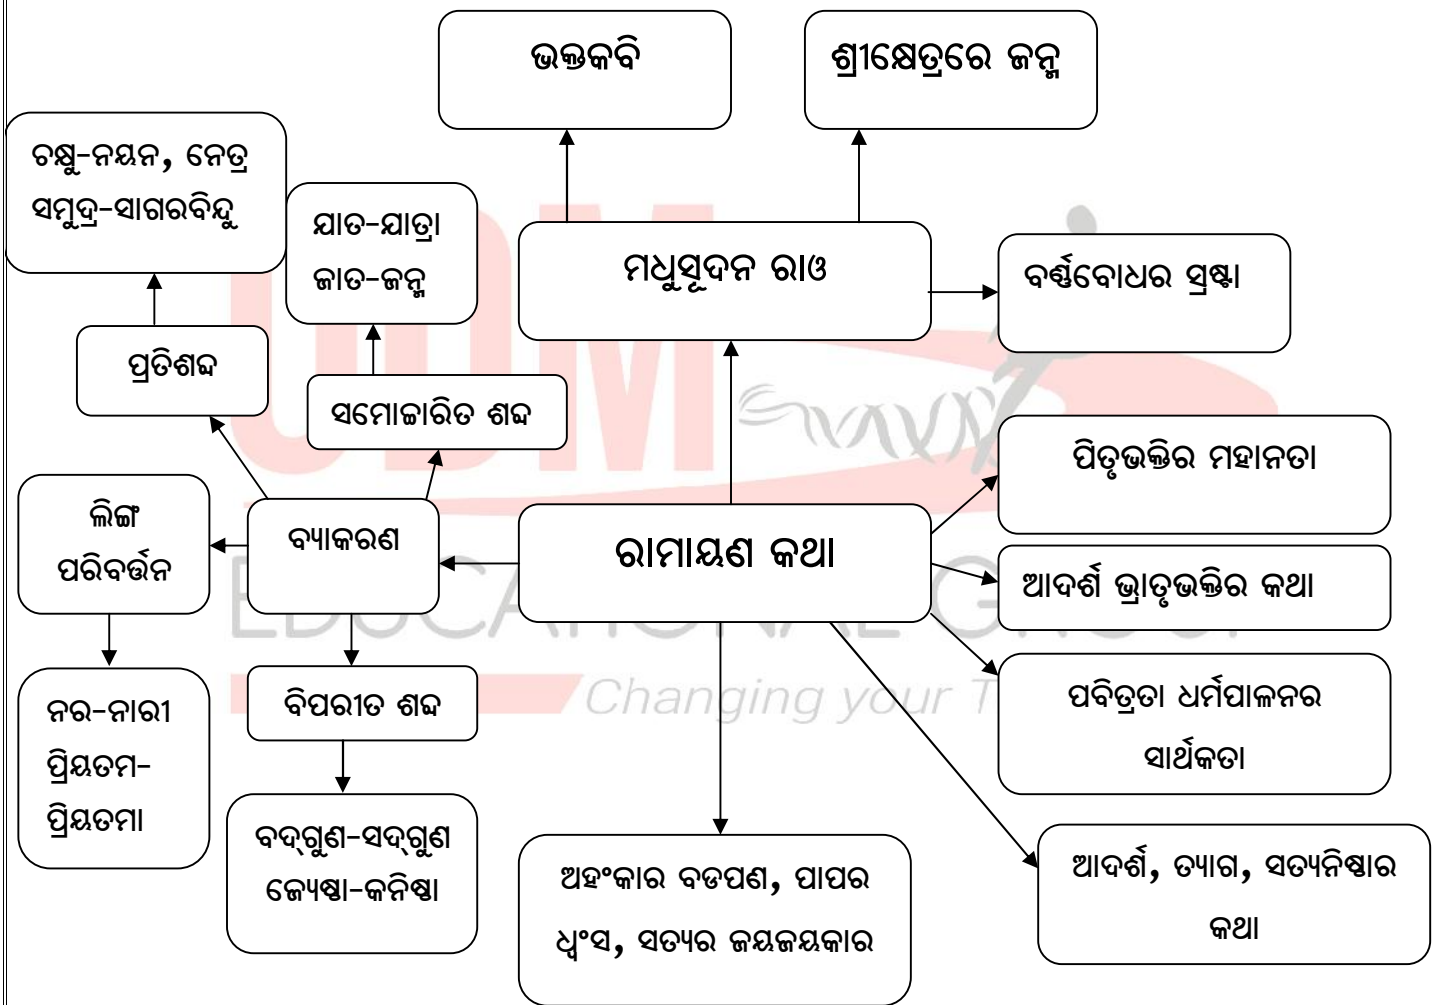 ଭକ୍ତକବି
ଶ୍ରୀକ୍ଷେତ୍ରରେ ଜନ୍ମ
ଚକ୍ଷୁ-ନୟନ, ନେତ୍ର
ସମୁଦ୍ର-ସାଗରବିନ୍ଦୁ
ଯାତ-ଯାତ୍ରା
ଜାତ-ଜନ୍ମ
ମଧୁସୂଦନ ରାଓ
ବର୍ଣ୍ଣବୋଧର ସ୍ରଷ୍ଟା
ପ୍ରତିଶବ୍ଦ
ସମୋଚ୍ଚାରିତ ଶବ୍ଦ
ପିତୃଭକ୍ତିର ମହାନତା
ଲିଙ୍ଗ
ପରିବର୍ତ୍ତନ
ବ୍ୟାକରଣ
ରାମାୟଣ କଥା
ଆଦର୍ଶ ଭ୍ରାତୃଭକ୍ତିର କଥା
EDUCATIONAL GROUP
Changing your T
ବିପରୀତ ଶବ୍ଦ
ପବିତ୍ରତା ଧର୍ମପାଳନର
ସାର୍ଥକତା
ନର-ନାରୀ
ପ୍ରିୟତମ-
ପ୍ରିୟତମା
ବଦ୍‌ଗୁଣ-ସଦ୍‌ଗୁଣ
ଜ୍ୟେଷ୍ଠା-କନିଷ୍ଠା
ଅହଂକାର ବଡପଣ, ପାପର
ଧ୍ୱଂସ, ସତ୍ୟର ଜୟଜୟକାର
ଆଦର୍ଶ, ତ୍ୟାଗ, ସତ୍ୟନିଷ୍ଠାର
କଥା